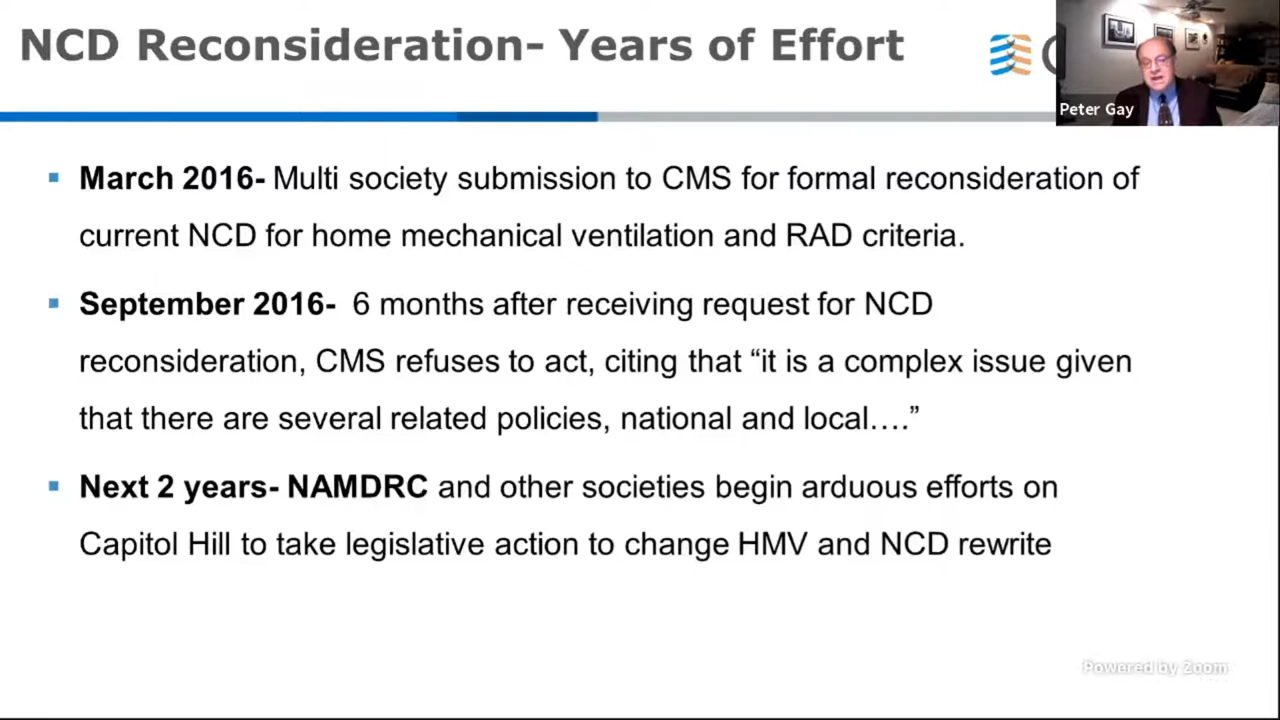 NCD Reconsideration- Years of Effort
Peter Gay
March 2016- Multi society submission to CMS for formal reconsideration of
current NCD for home mechanical ventilation and RAD criteria.
September 2016- 6 months after receiving request for NCD
reconsideration, CMS refuses to act, citing that “it is a complex issue given
that there are several related policies, national and local….”
Next 2 years- NAMDRC and other societies begin arduous efforts on
Capitol Hill to take legislative action to change HMV and NCD rewrite
Powered by Zoom